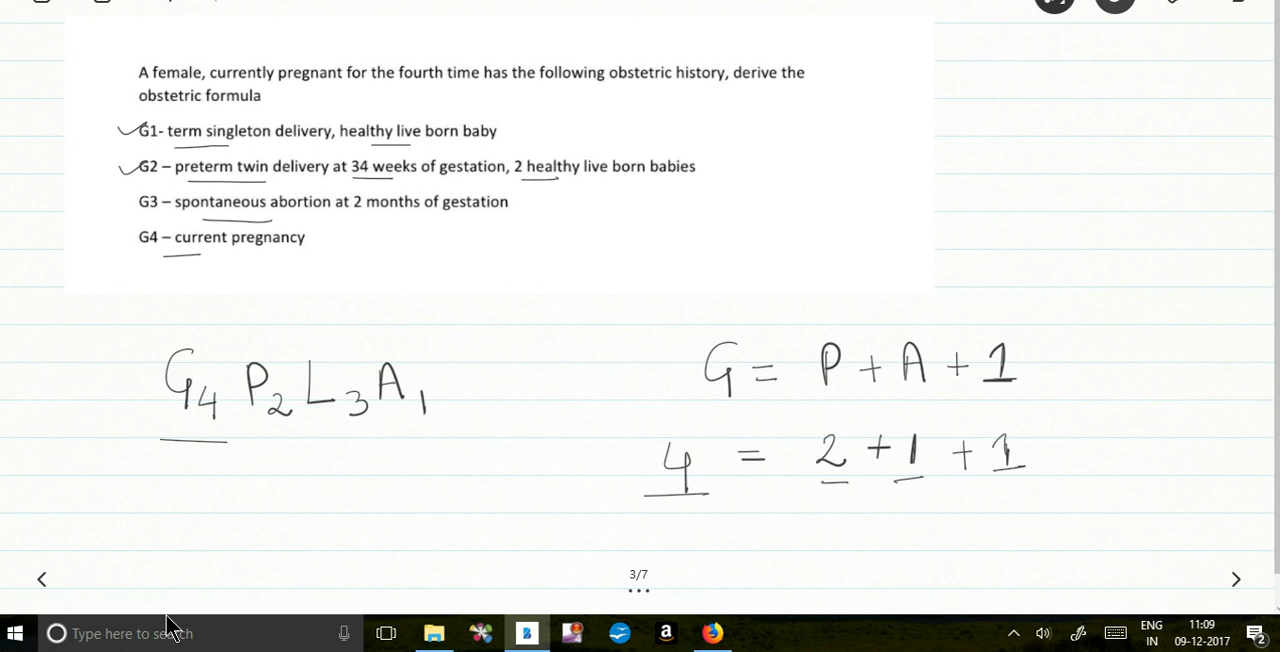 A female, currently pregnant for the fourth time has the following obstetric history, derive the
obstetric formula
G1- term singleton delivery, healthy live born baby
G2 – preterm twin delivery at 34 weeks of gestation, 2 healthy live born babies
G3 – spontaneous abortion at 2 months of gestation
G4 – current pregnancy
G4 P2 L3 A1
G = P + A + 1
4 = 2 + 1 + 1
3/7
Type here to search
ENG
IN
11:09
09-12-2017
2